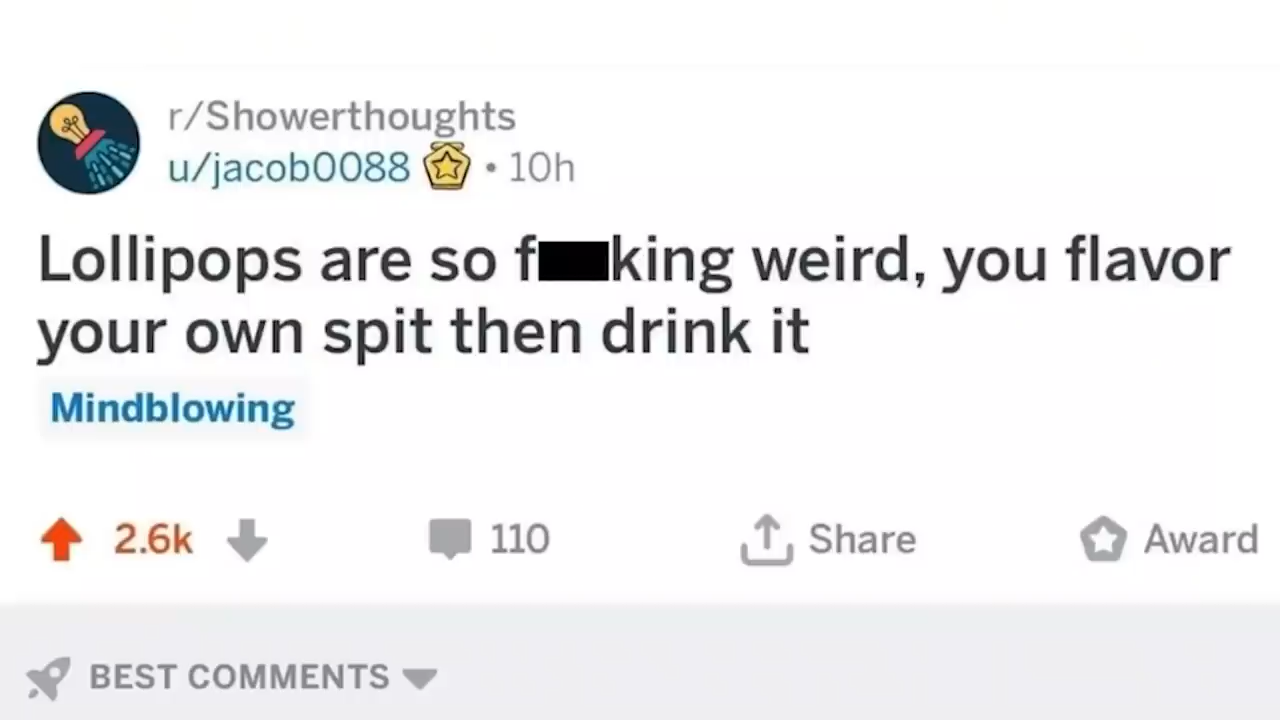 r/Showerthoughts
u/jacob0088 • 10h
Lollipops are so f██king weird, you flavor
your own spit then drink it
Mindblowing
2.6k 110 Share Award
BEST COMMENTS